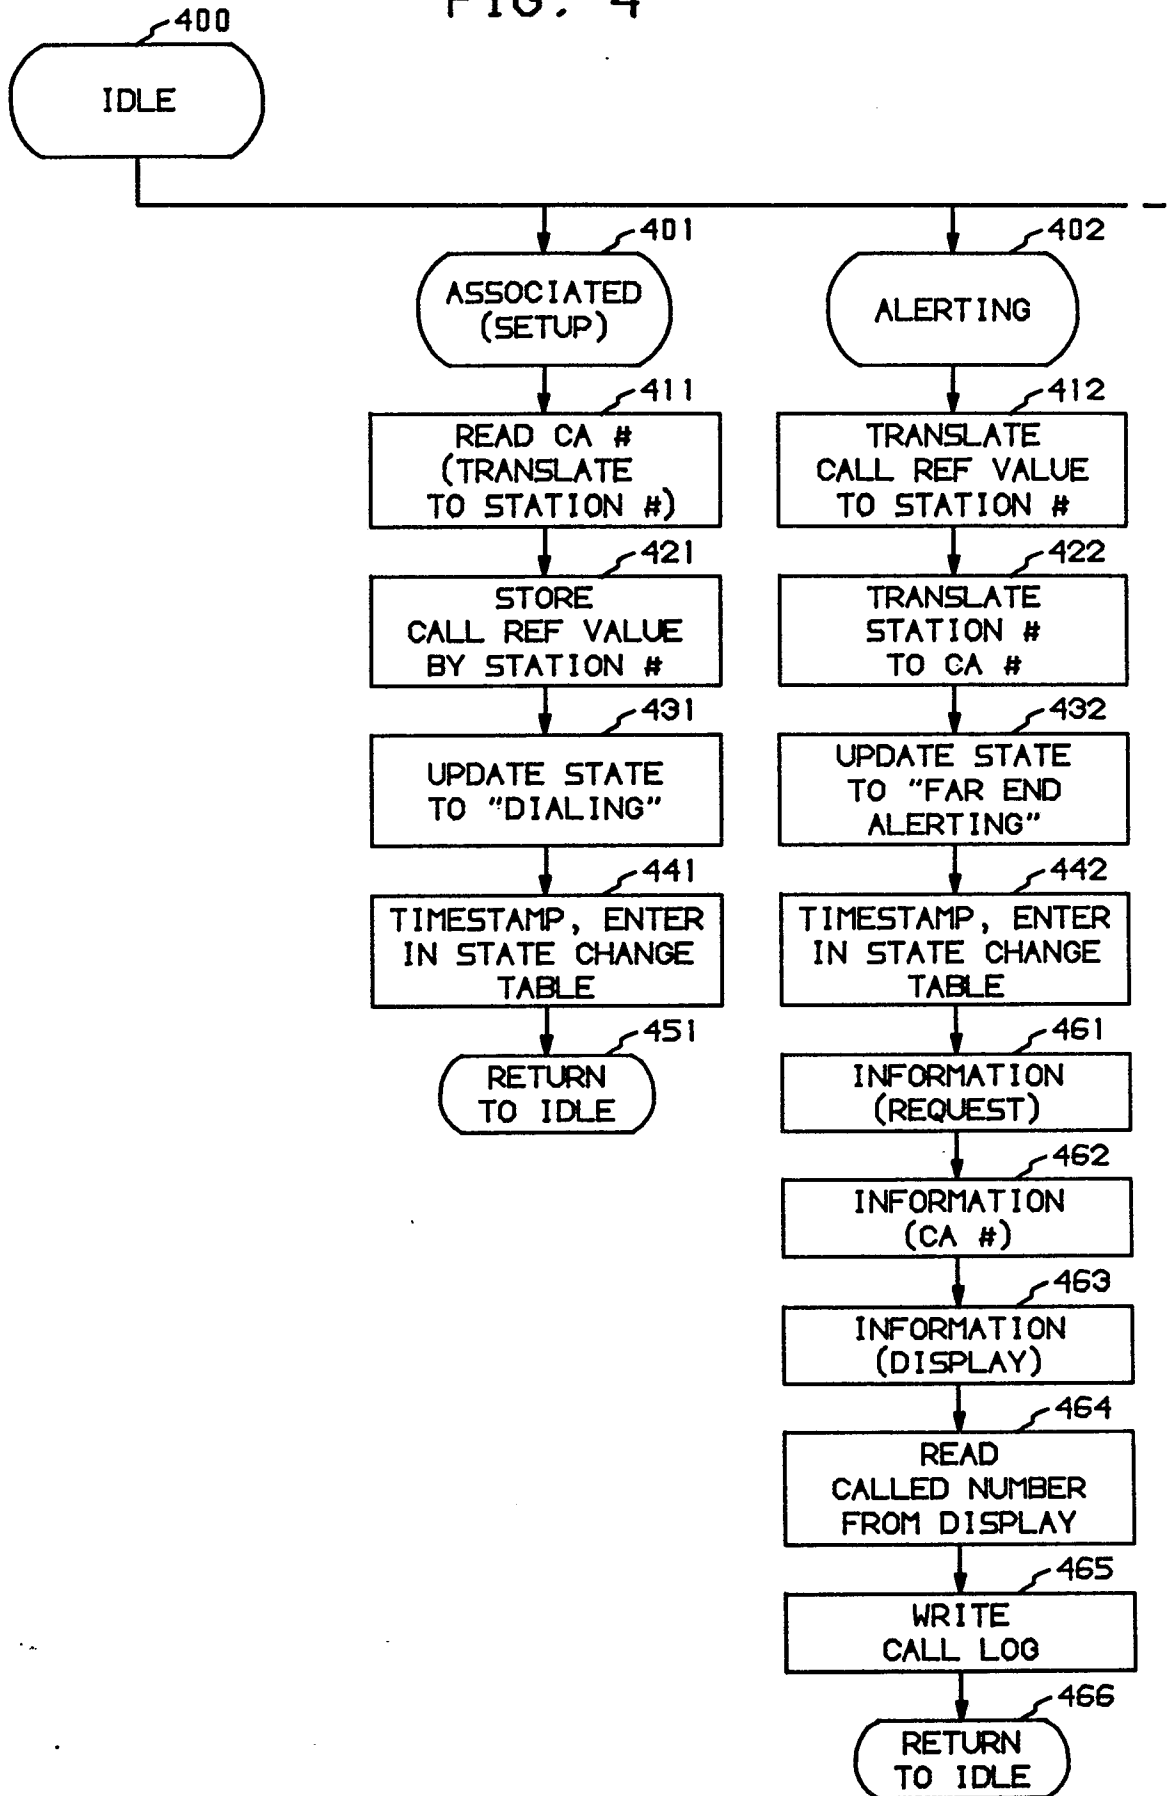 FIG. 4
400
IDLE
401
ASSOCIATED
(SETUP)
411
READ CA #
(TRANSLATE
TO STATION #)
421
STORE
CALL REF VALUE
BY STATION #
431
UPDATE STATE
TO "DIALING"
441
TIMESTAMP, ENTER
IN STATE CHANGE
TABLE
451
RETURN
TO IDLE
402
ALERTING
412
TRANSLATE
CALL REF VALUE
TO STATION #
422
TRANSLATE
STATION #
TO CA #
432
UPDATE STATE
TO "FAR END
ALERTING"
442
TIMESTAMP, ENTER
IN STATE CHANGE
TABLE
461
INFORMATION
(REQUEST)
462
INFORMATION
(CA #)
463
INFORMATION
(DISPLAY)
464
READ
CALLED NUMBER
FROM DISPLAY
465
WRITE
CALL LOG
466
RETURN
TO IDLE